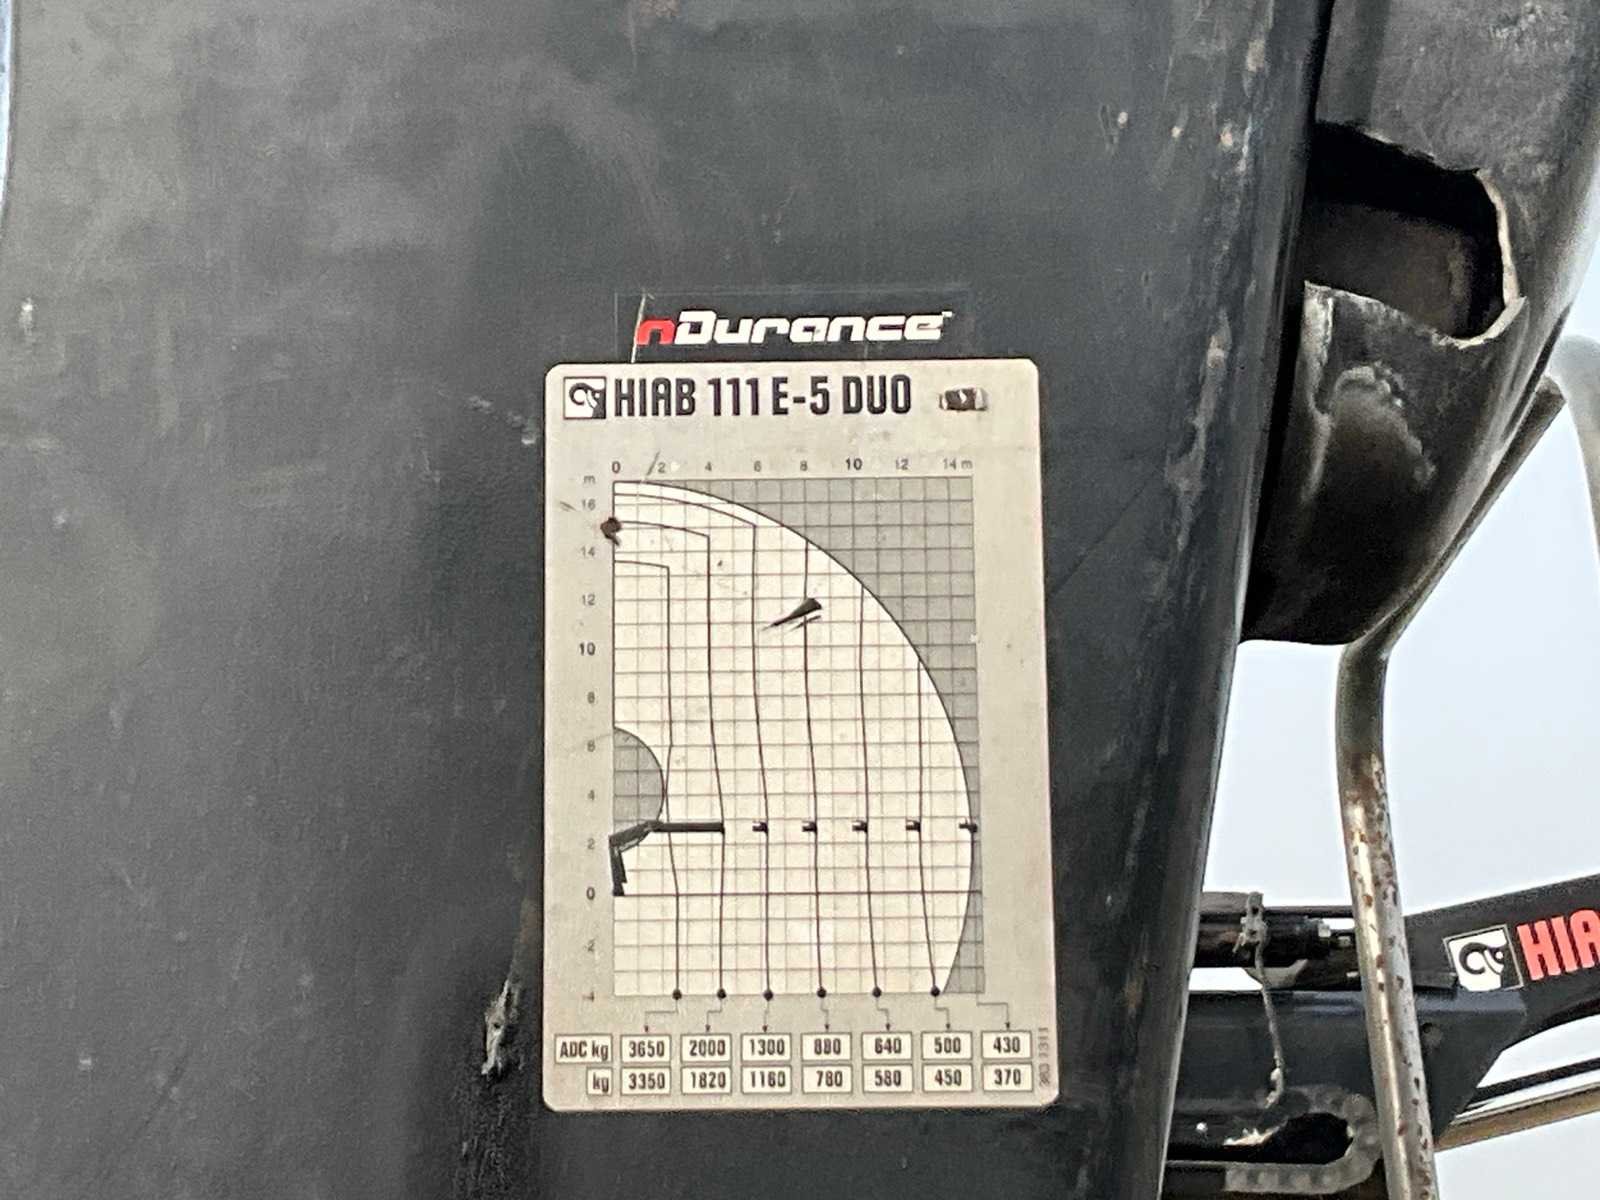 nDurance
HIAB 111 E-5 DUO
0 2 4 6 8 10 12 14 m
m
16
14
12
10
8
6
4
2
0
2
4
ADC kg 3650 2000 1300 880 640 500 430
kg 3350 1820 1160 780 580 450 370
HIA